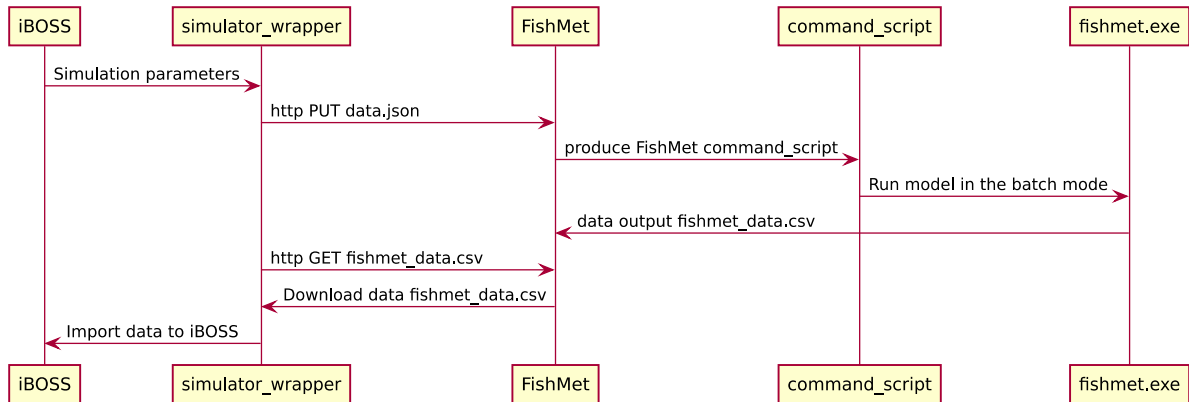 iBOSS simulator_wrapper FishMet command_script fishmet.exe
Simulation parameters
http PUT data.json
produce FishMet command_script
Run model in the batch mode
data output fishmet_data.csv
http GET fishmet_data.csv
Download data fishmet_data.csv
Import data to iBOSS
iBOSS simulator_wrapper FishMet command_script fishmet.exe